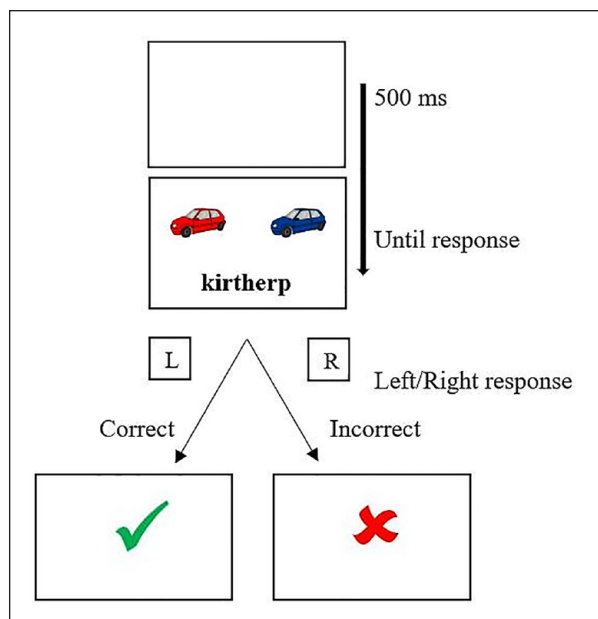 500 ms
Until response
kirtherp
L
R
Left/Right response
Correct
Incorrect